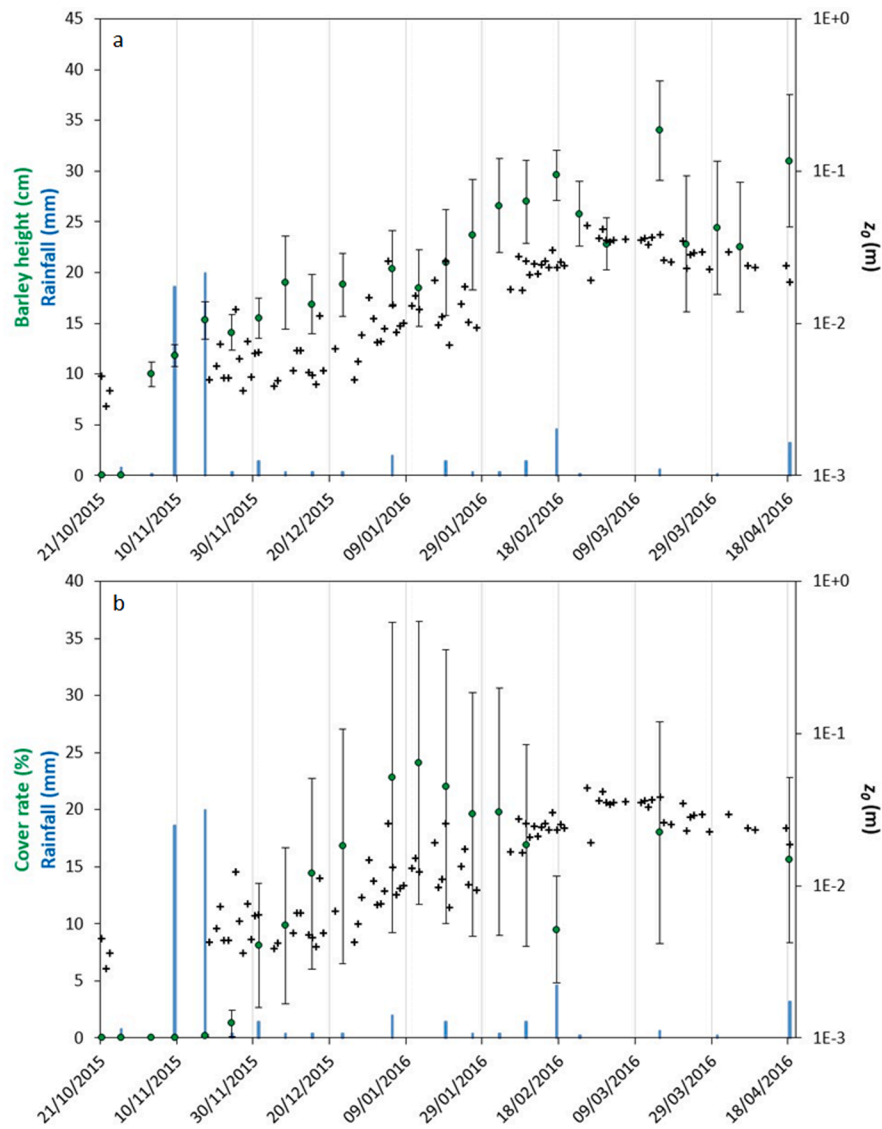 a
45
40
35
30
25
20
15
10
5
0
Barley height (cm)
Rainfall (mm)
1E+0
1E-1
1E-2
1E-3
z0 (m)
21/10/2015
10/11/2015
30/11/2015
20/12/2015
09/01/2016
29/01/2016
18/02/2016
09/03/2016
29/03/2016
18/04/2016
b
40
35
30
25
20
15
10
5
0
Cover rate (%)
Rainfall (mm)
1E+0
1E-1
1E-2
1E-3
z0 (m)
21/10/2015
10/11/2015
30/11/2015
20/12/2015
09/01/2016
29/01/2016
18/02/2016
09/03/2016
29/03/2016
18/04/2016